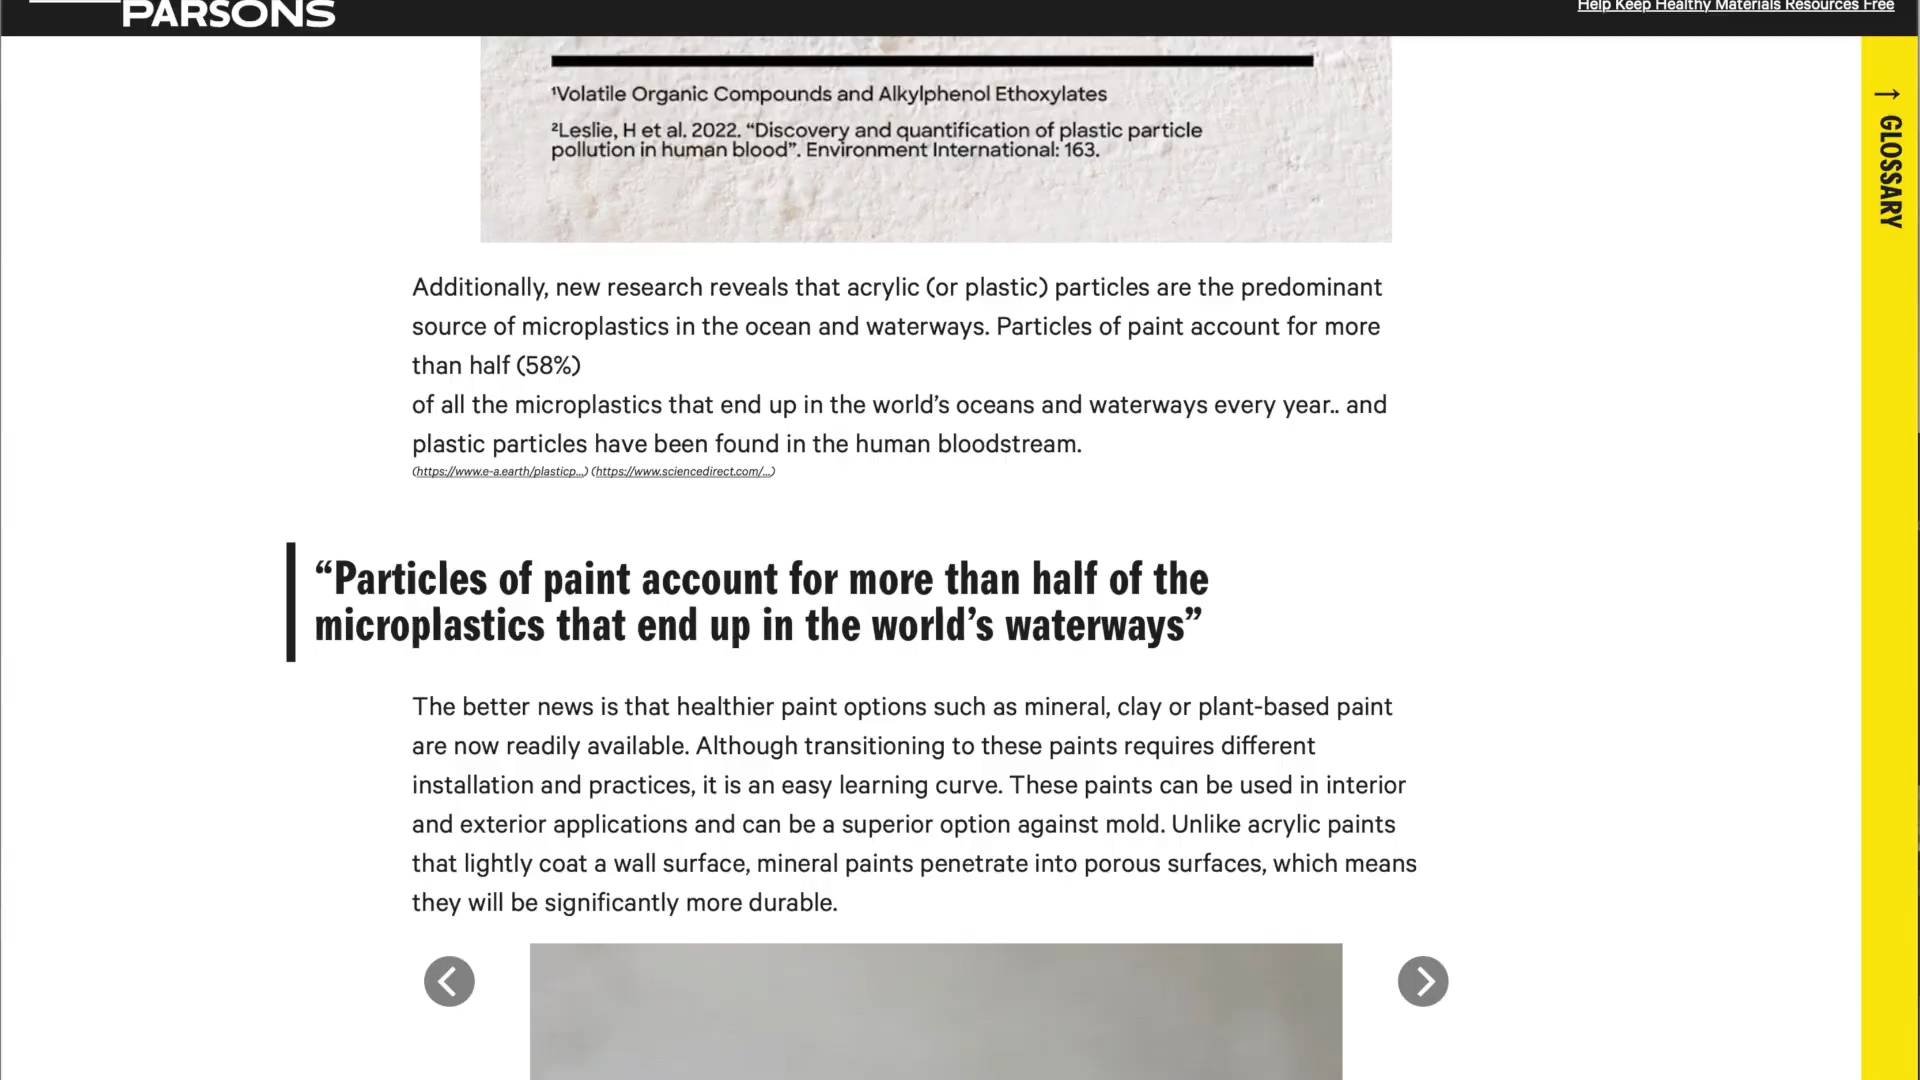 PARSONS
Help Keep Healthy Materials Resources Free
→ GLOSSARY
¹Volatile Organic Compounds and Alkylphenol Ethoxylates
²Leslie, H et al. 2022. “Discovery and quantification of plastic particle
pollution in human blood”. Environment International: 163.
Additionally, new research reveals that acrylic (or plastic) particles are the predominant
source of microplastics in the ocean and waterways. Particles of paint account for more
than half (58%)
of all the microplastics that end up in the world’s oceans and waterways every year.. and
plastic particles have been found in the human bloodstream.
(https://www.e-a.earth/plasticp...) (https://www.sciencedirect.com/...)
“Particles of paint account for more than half of the
microplastics that end up in the world’s waterways”
The better news is that healthier paint options such as mineral, clay or plant-based paint
are now readily available. Although transitioning to these paints requires different
installation and practices, it is an easy learning curve. These paints can be used in interior
and exterior applications and can be a superior option against mold. Unlike acrylic paints
that lightly coat a wall surface, mineral paints penetrate into porous surfaces, which means
they will be significantly more durable.